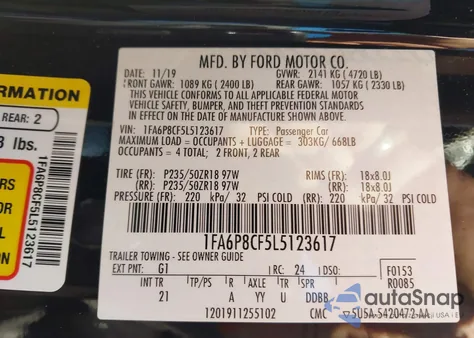 ORMATION
REAR: 2
lbs.
1FA6P8CF5L5123617
MFD. BY FORD MOTOR CO.
DATE: 11/19 GVWR: 2141 KG ( 4720 LB)
FRONT GAWR: 1089 KG ( 2400 LB) REAR GAWR: 1057 KG ( 2330 LB)
THIS VEHICLE CONFORMS TO ALL APPLICABLE FEDERAL MOTOR VEHICLE
SAFETY, BUMPER, AND THEFT PREVENTION STANDARDS
IN EFFECT ON THE DATE OF MANUFACTURE SHOWN ABOVE.
VIN: 1FA6P8CF5L5123617 TYPE: Passenger Car
MAXIMUM LOAD = OCCUPANTS + LUGGAGE = 303KG/ 668LB
OCCUPANTS = 4 TOTAL; 2 FRONT, 2 REAR
TIRE (FR): P235/50ZR18 97W RIMS (FR): 18x8.0J
(RR): P235/50ZR18 97W (RR): 18x8.0J
PRESSURE (FR): 220 kPa/ 32 PSI COLD (RR): 220 kPa/ 32 PSI COLD
1FA6P8CF5L5123617
TRAILER TOWING - SEE OWNER GUIDE
EXT PNT: G1 RC: 24 DSO: F0153
INT TR TP/PS R AXLE TR SPR R0085
21 A YY U DDBB
1201911255102 CMC SU5A-5420472-AA
autoSnap